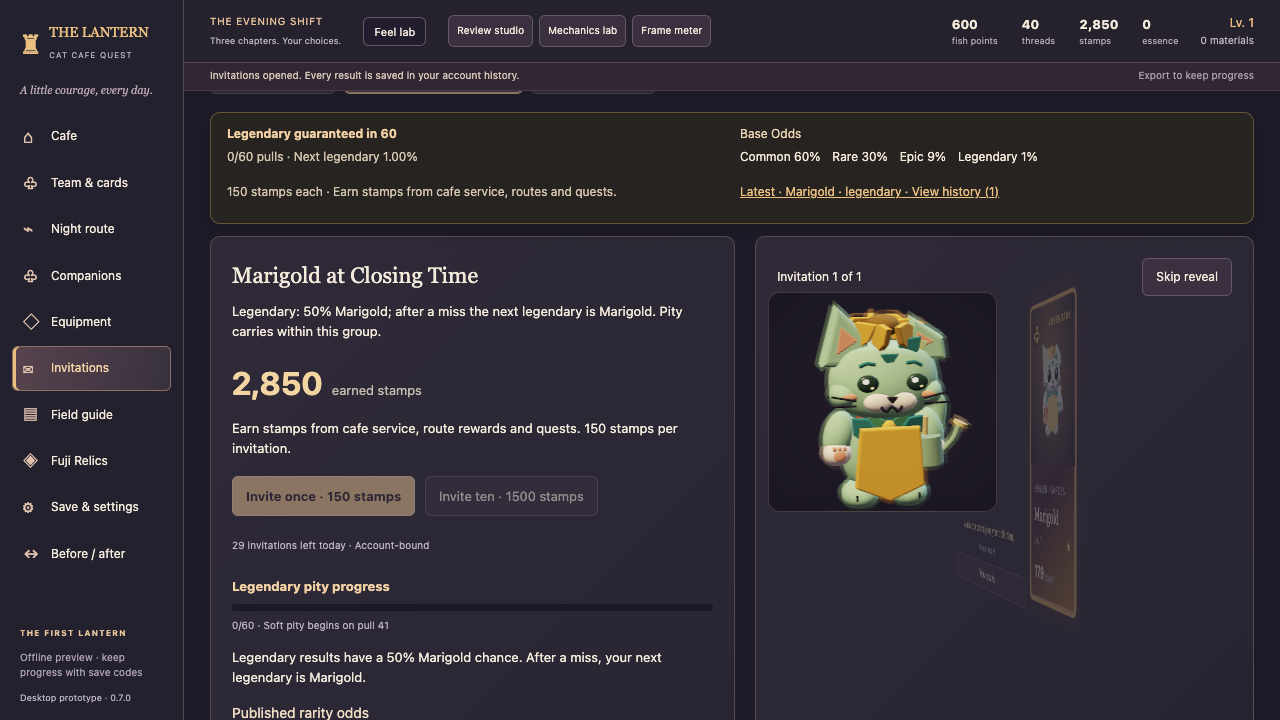 THE LANTERN
CAT CAFE QUEST
A little courage, every day.
Cafe
Team & cards
Night route
Companions
Equipment
Invitations
Field guide
Fuji Relics
Save & settings
Before / after
THE FIRST LANTERN
Offline preview · keep
progress with save codes
Desktop prototype · 0.7.0
THE EVENING SHIFT
Three chapters. Your choices.
Feel lab
Review studio
Mechanics lab
Frame meter
600
fish points
40
threads
2,850
stamps
0
essence
Lv. 1
0 materials
Invitations opened. Every result is saved in your account history.
Export to keep progress
Legendary guaranteed in 60
0/60 pulls · Next legendary 1.00%
150 stamps each · Earn stamps from cafe service, routes and quests.
Base Odds
Common 60% Rare 30% Epic 9% Legendary 1%
Latest · Marigold · legendary · View history (1)
Marigold at Closing Time
Legendary: 50% Marigold; after a miss the next legendary is Marigold. Pity
carries within this group.
2,850 earned stamps
Earn stamps from cafe service, route rewards and quests. 150 stamps per
invitation.
Invite once · 150 stamps
Invite ten · 1500 stamps
29 invitations left today · Account-bound
Legendary pity progress
0/60 · Soft pity begins on pull 41
Legendary results have a 50% Marigold chance. After a miss, your next
legendary is Marigold.
Published rarity odds
Invitation 1 of 1
Skip reveal
LEGENDARY
Marigold
179